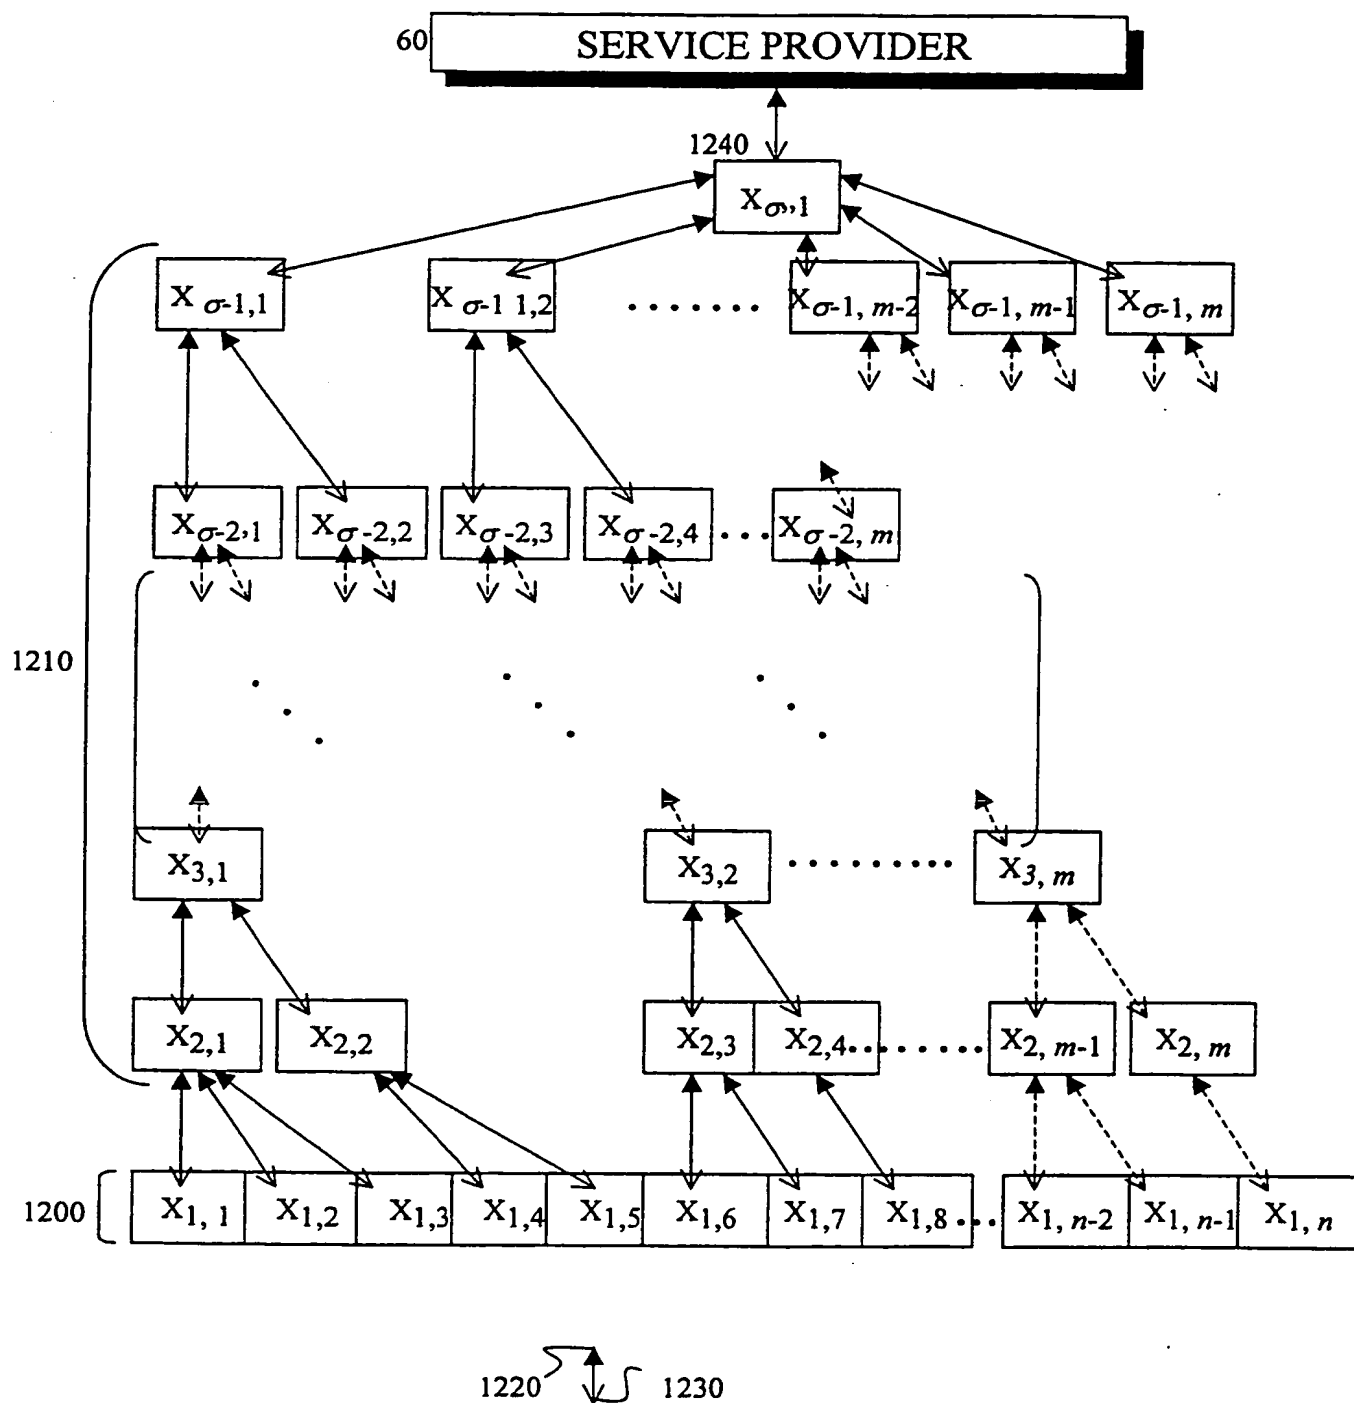 60 SERVICE PROVIDER
1240
Xσ,,1
X σ-1,1 X σ-1 1,2 ........ Xσ-1, m-2 Xσ-1, m-1 Xσ-1, m
Xσ-2,1 Xσ-2,2 Xσ-2,3 Xσ-2,4 ... Xσ-2, m
1210
X3,1 X3,2 ......... X3, m
X2,1 X2,2 X2,3 X2,4 ........ X2, m-1 X2, m
1200 X1, 1 X1,2 X1,3 X1,4 X1,5 X1,6 X1,7 X1,8 ... X1, n-2 X1, n-1 X1, n
1220 1230